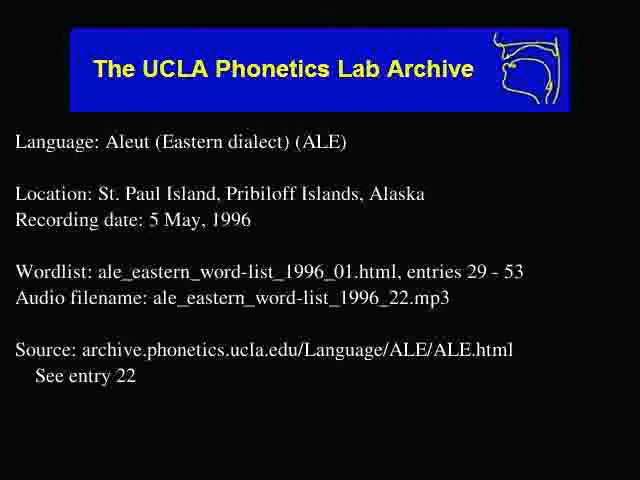 The UCLA Phonetics Lab Archive
Language: Aleut (Eastern dialect) (ALE)
Location: St. Paul Island, Pribiloff Islands, Alaska
Recording date: 5 May, 1996
Wordlist: ale_eastern_word-list_1996_01.html, entries 29 - 53
Audio filename: ale_eastern_word-list_1996_22.mp3
Source: archive.phonetics.ucla.edu/Language/ALE/ALE.html
See entry 22